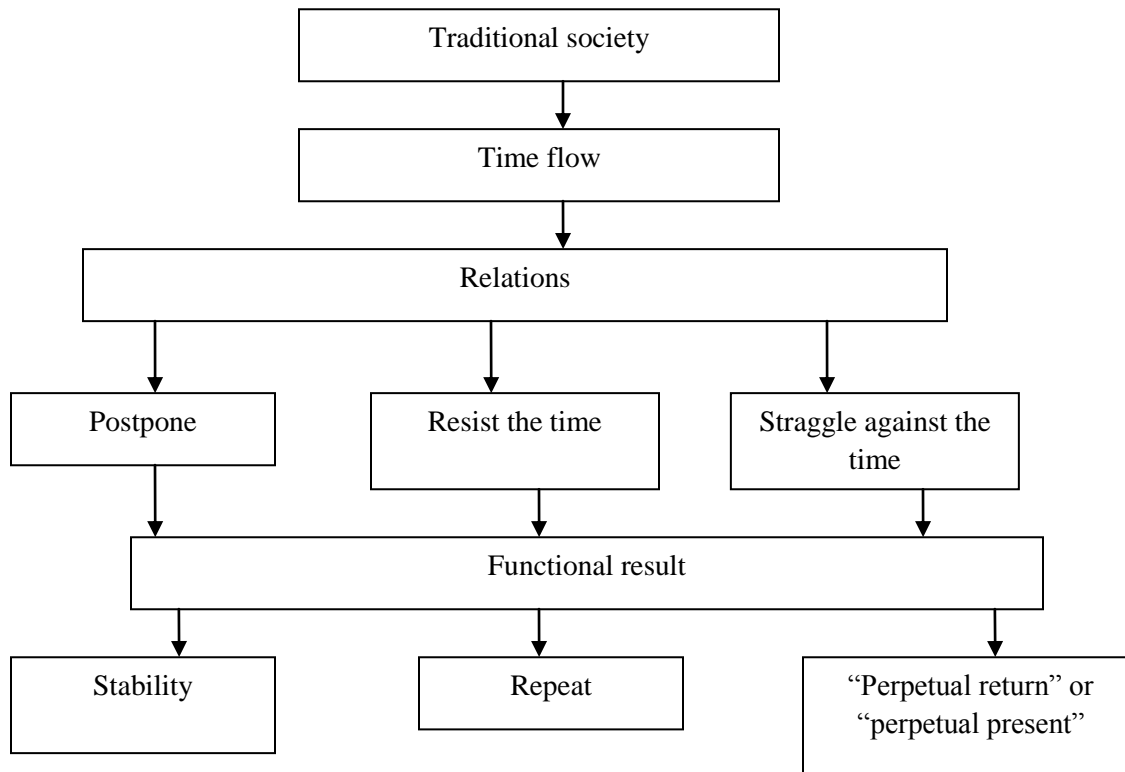 Traditional society
Time flow
Relations
Postpone
Resist the time
Straggle against the
time
Functional result
Stability
Repeat
“Perpetual return” or
“perpetual present”